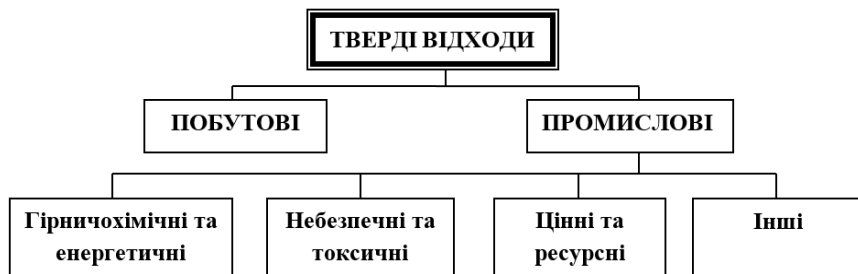 ТВЕРДІ ВІДХОДИ
ПОБУТОВІ
ПРОМИСЛОВІ
Гірничохімічні та
енергетичні
Небезпечні та
токсичні
Цінні та
ресурсні
Інші